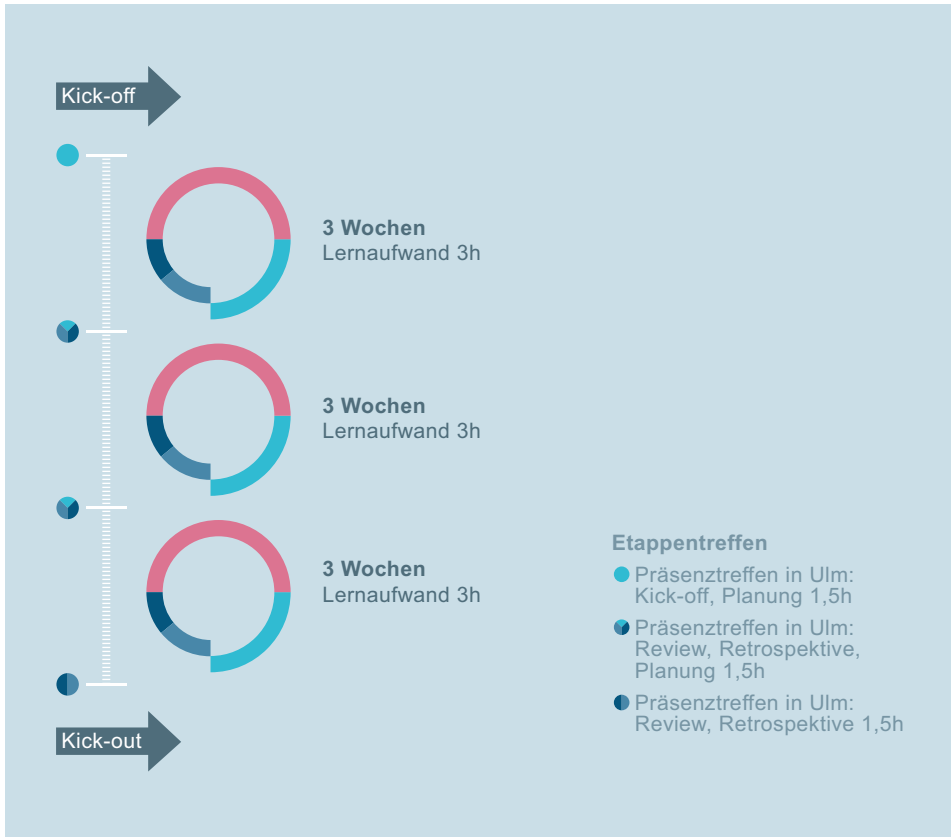 Kick-off
3 Wochen
Lernaufwand 3h
3 Wochen
Lernaufwand 3h
3 Wochen
Lernaufwand 3h
Kick-out
Etappentreffen
Präsenztreffen in Ulm:
Kick-off, Planung 1,5h
Präsenztreffen in Ulm:
Review, Retrospektive,
Planung 1,5h
Präsenztreffen in Ulm:
Review, Retrospektive 1,5h